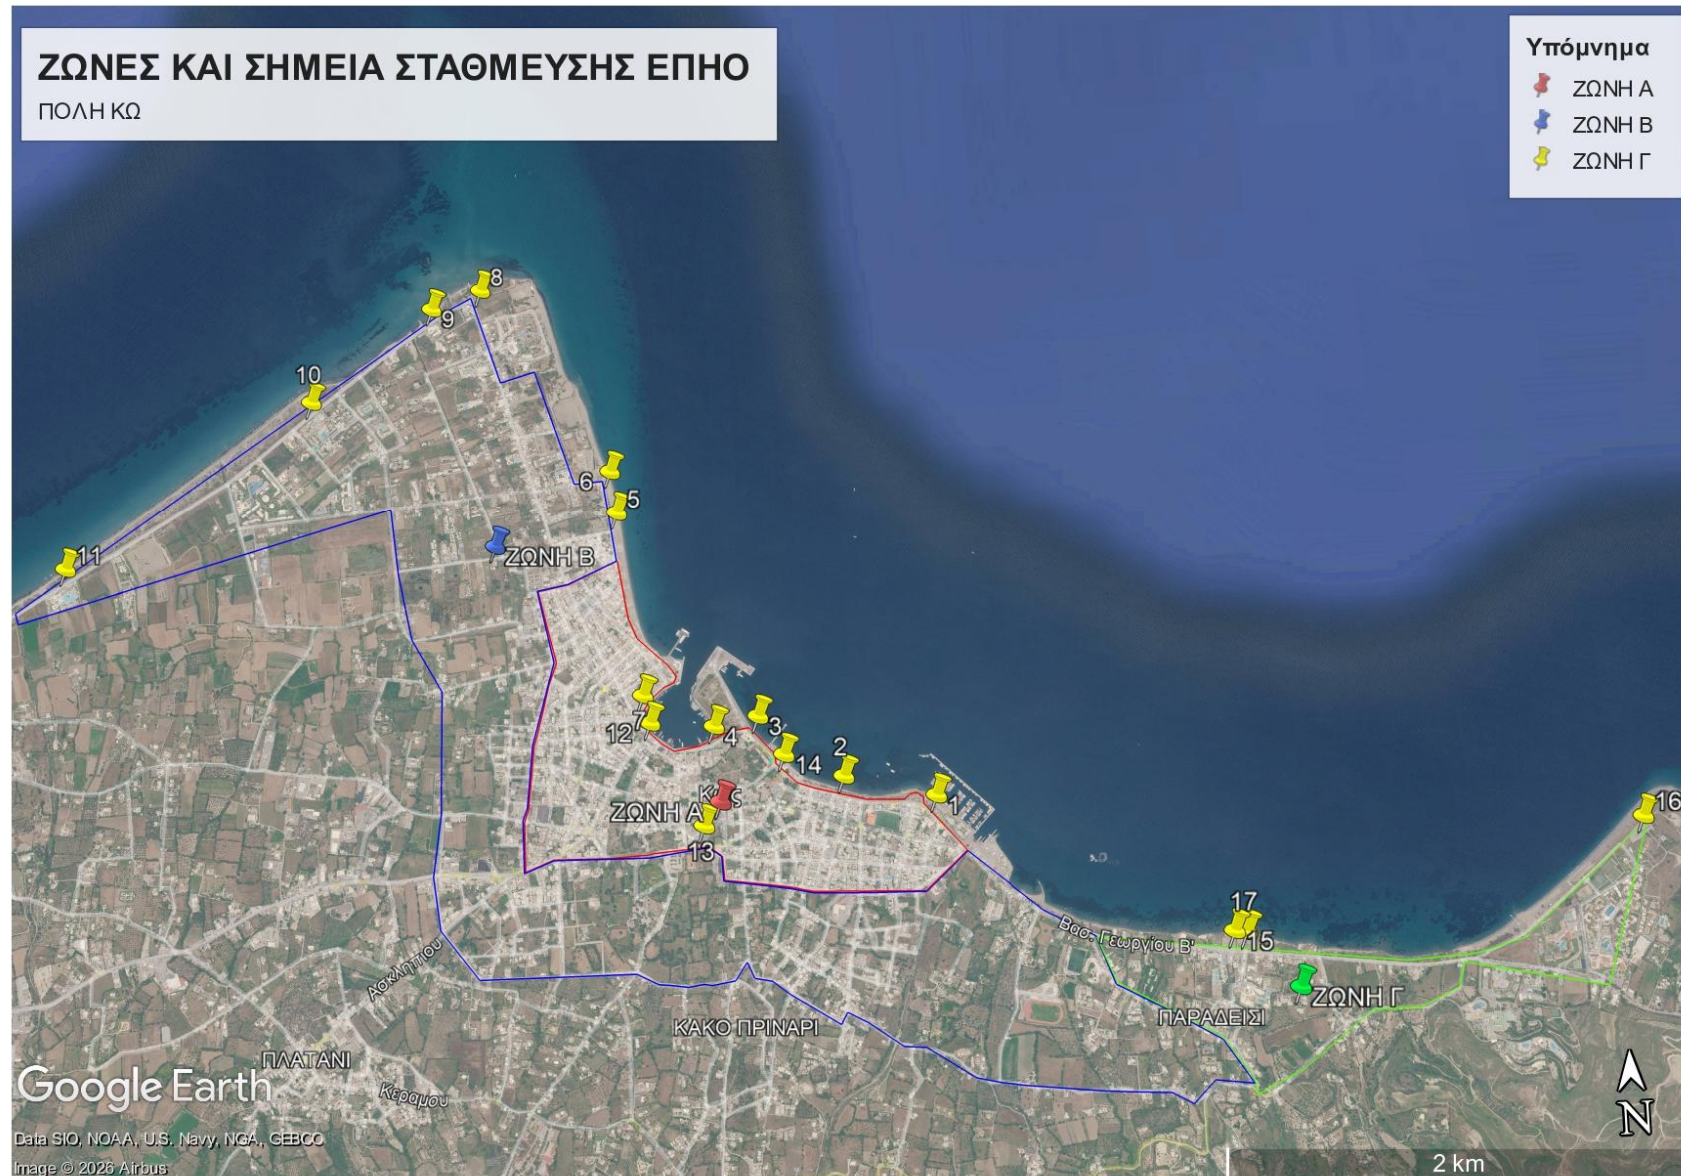 ΖΩΝΕΣ ΚΑΙ ΣΗΜΕΙΑ ΣΤΑΘΜΕΥΣΗΣ ΕΠΗΟ
ΠΟΛΗ ΚΩ
Υπόμνημα
ΖΩΝΗ Α
ΖΩΝΗ Β
ΖΩΝΗ Γ
8
9
10
6
5
11
ΖΩΝΗ Β
7
12
4
3
14
2
1
ΖΩΝΗ Α
13
16
17
15
Βασ. Γεωργίου Β'
ΖΩΝΗ Γ
ΠΑΡΑΔΕΙΣΙ
Ασκληπιου
ΚΑΚΟ ΠΡΙΝΑΡΙ
ΠΛΑΤΑΝΙ
Κεραμου
Google Earth
N
Data SIO, NOAA, U.S. Navy, NGA, GEBCO
Image © 2026 Airbus
2 km